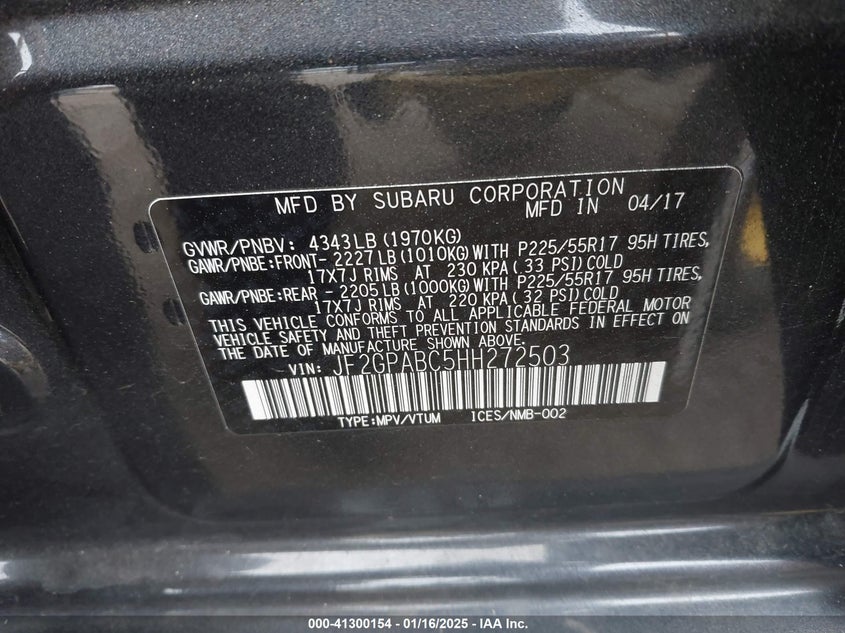 MFD BY SUBARU CORPORATION
MFD IN 04/17
GVWR/PNBV: 4343LB(1970KG)
GAWR/PNBE:FRONT- 2227LB(1010KG)WITH P225/55R17 95H TIRES,
17X7J RIMS AT 230 KPA( 33 PSI)COLD
GAWR/PNBE:REAR - 2205LB(1000KG)WITH P225/55R17 95H TIRES,
17X7J RIMS AT 220 KPA( 32 PSI)COLD
THIS VEHICLE CONFORMS TO ALL APPLICABLE FEDERAL MOTOR
VEHICLE SAFETY AND THEFT PREVENTION STANDARDS IN EFFECT ON
THE DATE OF MANUFACTURE SHOWN ABOVE.
VIN: JF2GPABC5HH272503
TYPE:MPV/VTUM ICES/NMB-002
000-41300154 - 01/16/2025 - IAA Inc.